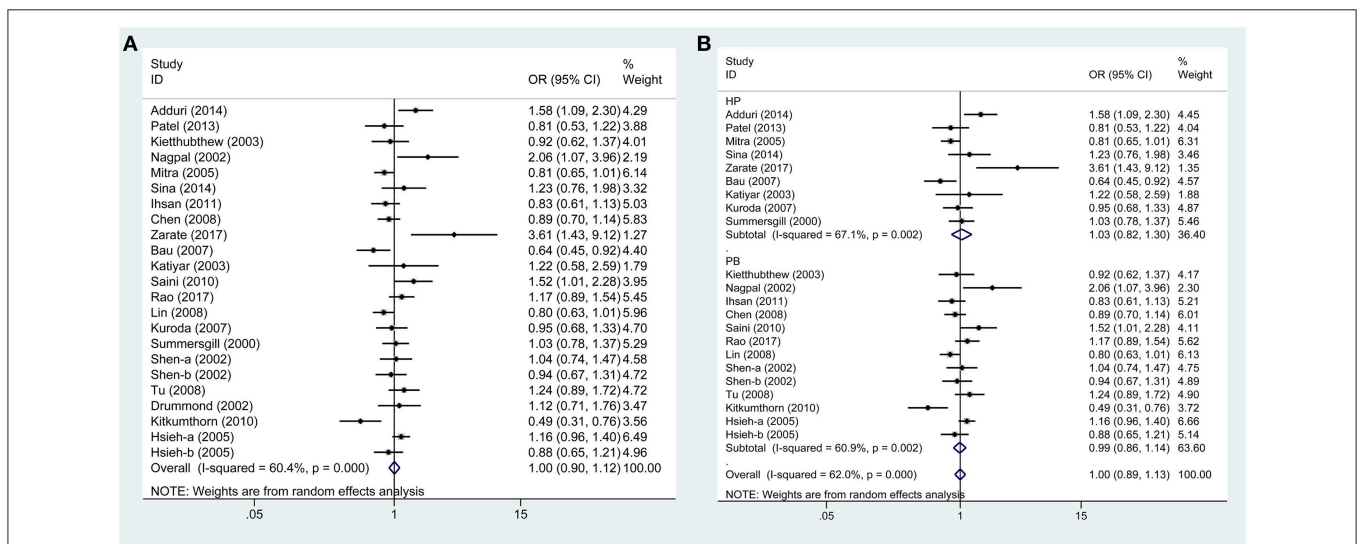 A
Study %
ID OR (95% CI) Weight
Adduri (2014) 1.58 (1.09, 2.30) 4.29
Patel (2013) 0.81 (0.53, 1.22) 3.88
Kietthubthew (2003) 0.92 (0.62, 1.37) 4.01
Nagpal (2002) 2.06 (1.07, 3.96) 2.19
Mitra (2005) 0.81 (0.65, 1.01) 6.14
Sina (2014) 1.23 (0.76, 1.98) 3.32
Ihsan (2011) 0.83 (0.61, 1.13) 5.03
Chen (2008) 0.89 (0.70, 1.14) 5.83
Zarate (2017) 3.61 (1.43, 9.12) 1.27
Bau (2007) 0.64 (0.45, 0.92) 4.40
Katiyar (2003) 1.22 (0.58, 2.59) 1.79
Saini (2010) 1.52 (1.01, 2.28) 3.95
Rao (2017) 1.17 (0.89, 1.54) 5.45
Lin (2008) 0.80 (0.63, 1.01) 5.96
Kuroda (2007) 0.95 (0.68, 1.33) 4.70
Summersgill (2000) 1.03 (0.78, 1.37) 5.29
Shen-a (2002) 1.04 (0.74, 1.47) 4.58
Shen-b (2002) 0.94 (0.67, 1.31) 4.72
Tu (2008) 1.24 (0.89, 1.72) 4.72
Drummond (2002) 1.12 (0.71, 1.76) 3.47
Kitkumthorn (2010) 0.49 (0.31, 0.76) 3.56
Hsieh-a (2005) 1.16 (0.96, 1.40) 6.49
Hsieh-b (2005) 0.88 (0.65, 1.21) 4.96
Overall (I-squared = 60.4%, p = 0.000) 1.00 (0.90, 1.12) 100.00
NOTE: Weights are from random effects analysis
.05 1 15
B
Study %
ID OR (95% CI) Weight
HP
Adduri (2014) 1.58 (1.09, 2.30) 4.45
Patel (2013) 0.81 (0.53, 1.22) 4.04
Mitra (2005) 0.81 (0.65, 1.01) 6.31
Sina (2014) 1.23 (0.76, 1.98) 3.46
Zarate (2017) 3.61 (1.43, 9.12) 1.35
Bau (2007) 0.64 (0.45, 0.92) 4.57
Katiyar (2003) 1.22 (0.58, 2.59) 1.88
Kuroda (2007) 0.95 (0.68, 1.33) 4.87
Summersgill (2000) 1.03 (0.78, 1.37) 5.46
Subtotal (I-squared = 67.1%, p = 0.002) 1.03 (0.82, 1.30) 36.40
.
PB
Kietthubthew (2003) 0.92 (0.62, 1.37) 4.17
Nagpal (2002) 2.06 (1.07, 3.96) 2.30
Ihsan (2011) 0.83 (0.61, 1.13) 5.21
Chen (2008) 0.89 (0.70, 1.14) 6.01
Saini (2010) 1.52 (1.01, 2.28) 4.11
Rao (2017) 1.17 (0.89, 1.54) 5.62
Lin (2008) 0.80 (0.63, 1.01) 6.13
Shen-a (2002) 1.04 (0.74, 1.47) 4.75
Shen-b (2002) 0.94 (0.67, 1.31) 4.89
Tu (2008) 1.24 (0.89, 1.72) 4.90
Kitkumthorn (2010) 0.49 (0.31, 0.76) 3.72
Hsieh-a (2005) 1.16 (0.96, 1.40) 6.66
Hsieh-b (2005) 0.88 (0.65, 1.21) 5.14
Subtotal (I-squared = 60.9%, p = 0.002) 0.99 (0.86, 1.14) 63.60
.
Overall (I-squared = 62.0%, p = 0.000) 1.00 (0.89, 1.13) 100.00
NOTE: Weights are from random effects analysis
.05 1 15